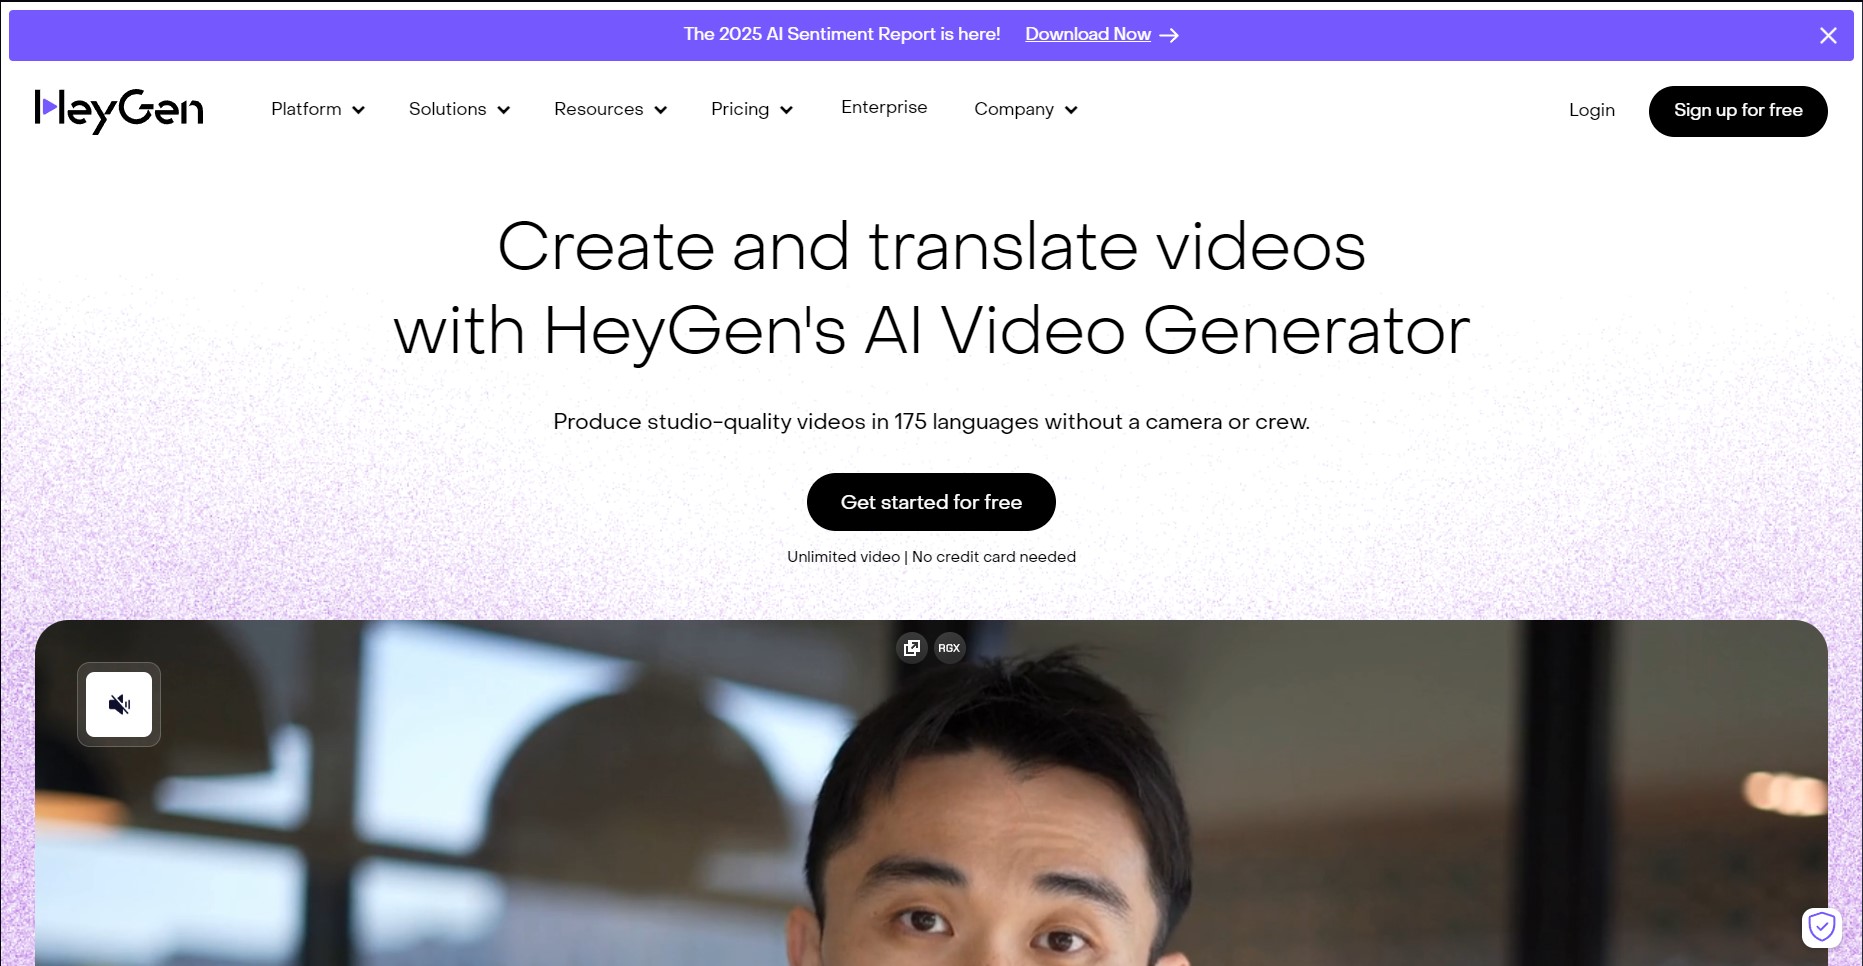 The 2025 AI Sentiment Report is here! Download Now
HeyGen
Platform Solutions Resources Pricing Enterprise Company Login Sign up for free
Create and translate videos
with HeyGen's AI Video Generator
Produce studio-quality videos in 175 languages without a camera or crew.
Get started for free
Unlimited video | No credit card needed
RGX